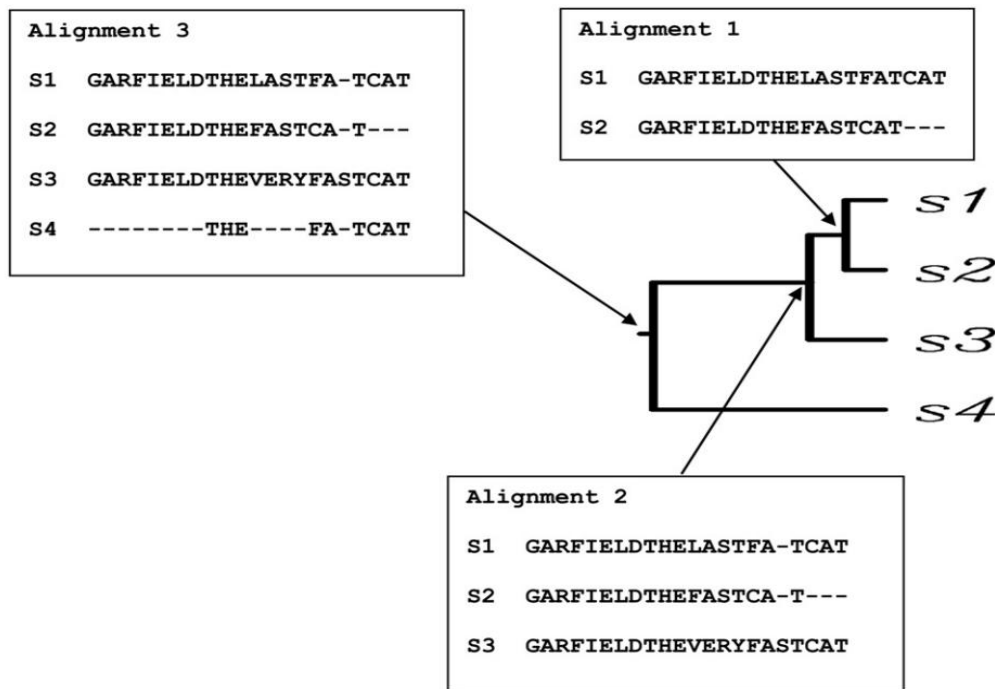 Alignment 3
S1 GARFIELDTHELASTFA-TCAT
S2 GARFIELDTHEFASTCA-T---
S3 GARFIELDTHEVERYFASTCAT
S4 --------THE----FA-TCAT
Alignment 1
S1 GARFIELDTHELASTFATCAT
S2 GARFIELDTHEFASTCAT---
s1
s2
s3
s4
Alignment 2
S1 GARFIELDTHELASTFA-TCAT
S2 GARFIELDTHEFASTCA-T---
S3 GARFIELDTHEVERYFASTCAT